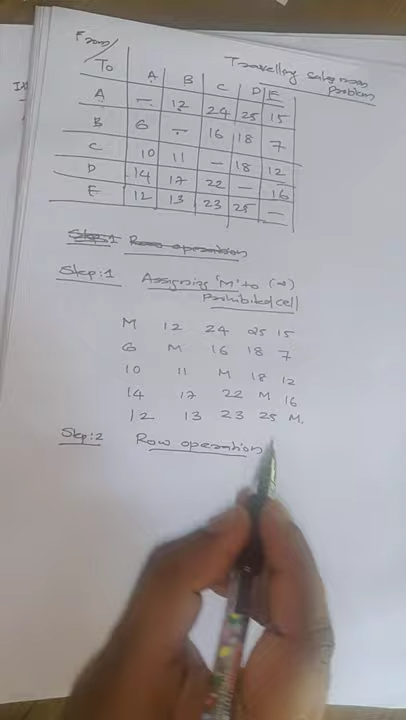 From/
To
Travelling sales man
Problem
A B C D E
A — 12 24 25 15
B 6 — 16 18 7
C 10 11 — 18 12
D 14 17 22 — 16
E 12 13 23 25 —
Step:1 Row operation
Step:1 Assigning 'M' to (∞)
Prohibited cell
M 12 24 25 15
6 M 16 18 7
10 11 M 18 12
14 17 22 M 16
12 13 23 25 M.
Step:2 Row operation